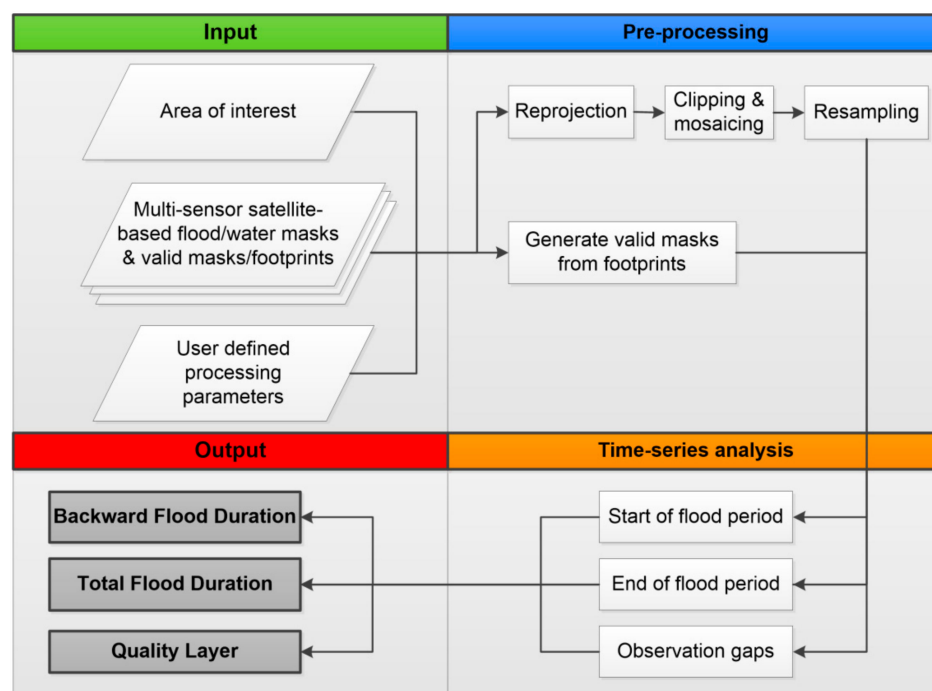 Input
Pre-processing
Area of interest
Multi-sensor satellite-
based flood/water masks
& valid masks/footprints
User defined
processing
parameters
Reprojection
Clipping &
mosaicing
Resampling
Generate valid masks
from footprints
Output
Time-series analysis
Backward Flood Duration
Total Flood Duration
Quality Layer
Start of flood period
End of flood period
Observation gaps